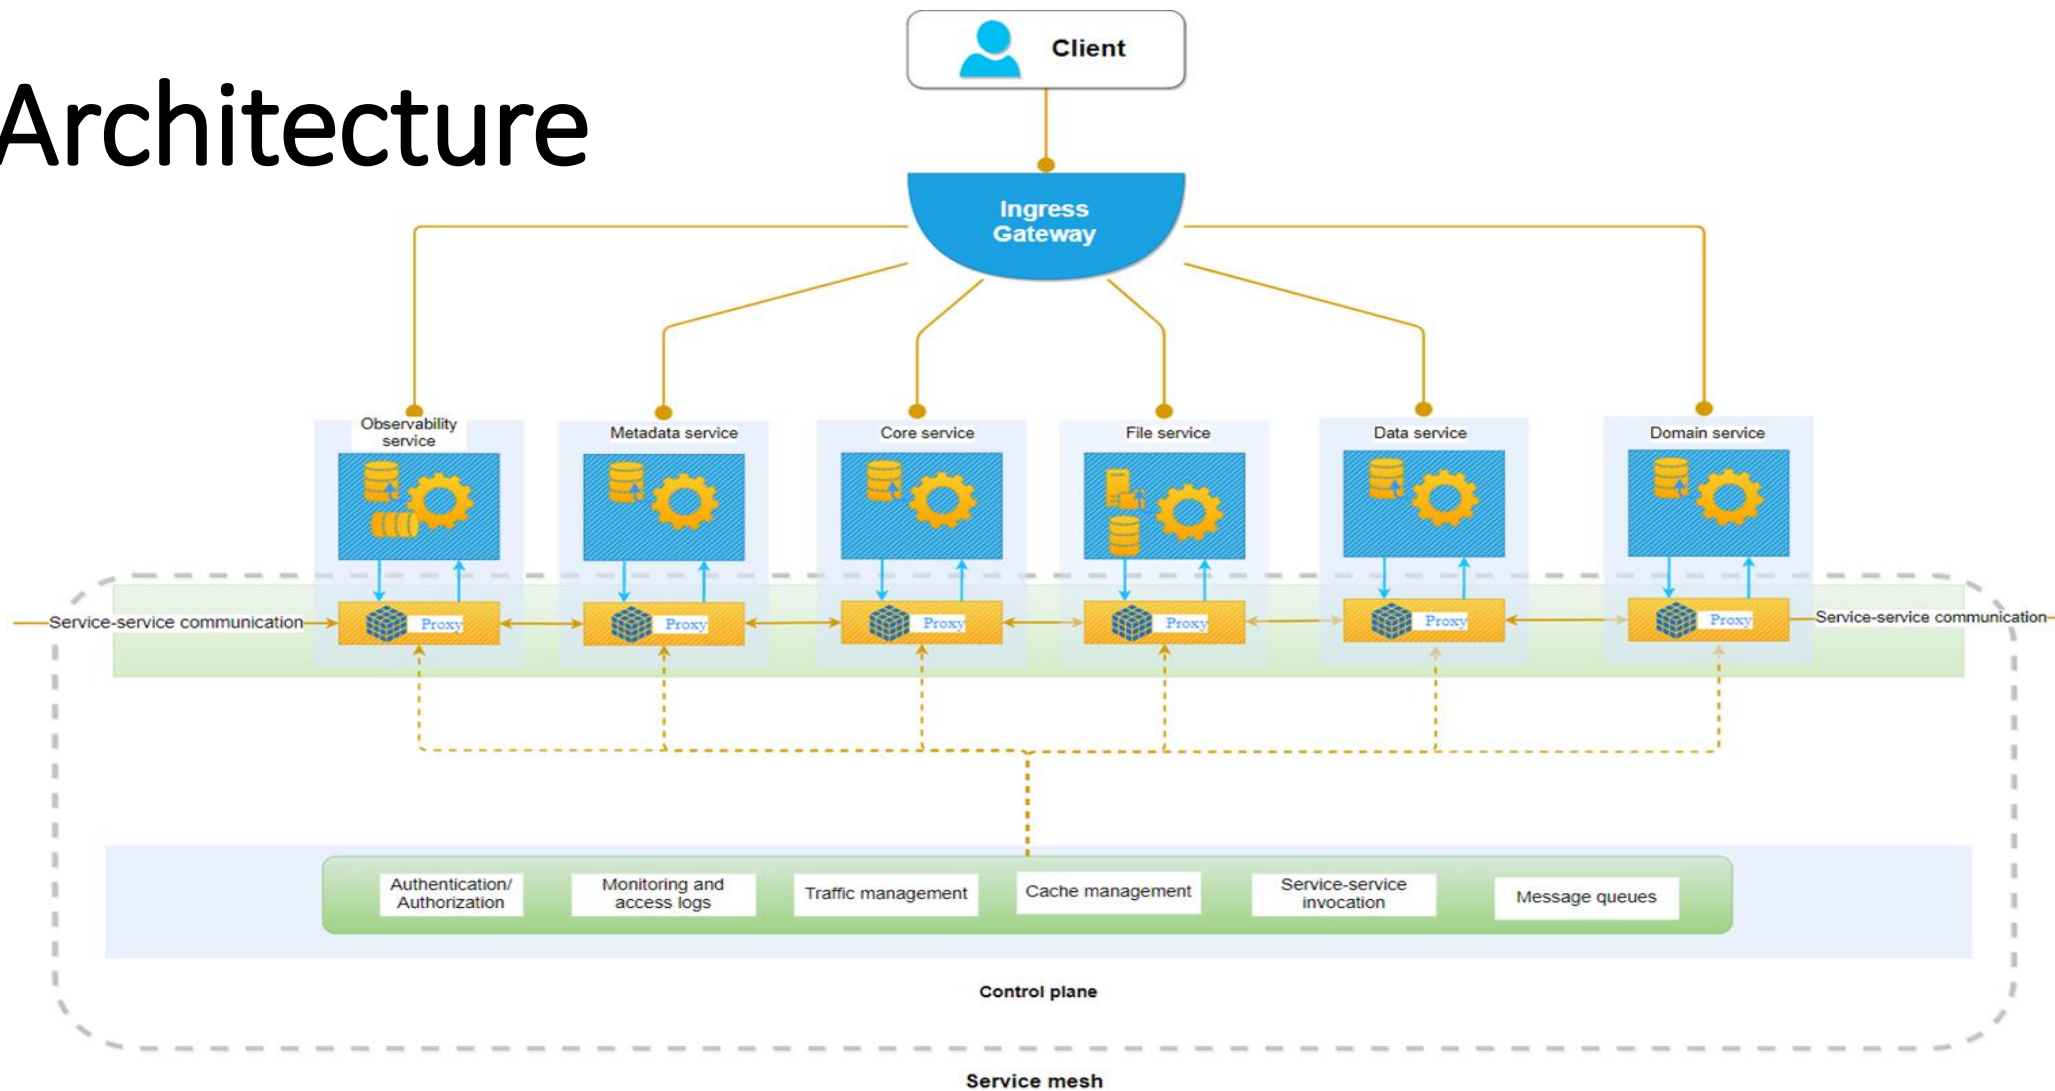 Architecture
Client
Ingress
Gateway
Observability
service
Metadata service
Core service
File service
Data service
Domain service
Service-service communication
Proxy
Proxy
Proxy
Proxy
Proxy
Proxy
Service-service communication
Authentication/
Authorization
Monitoring and
access logs
Traffic management
Cache management
Service-service
invocation
Message queues
Control plane
Service mesh